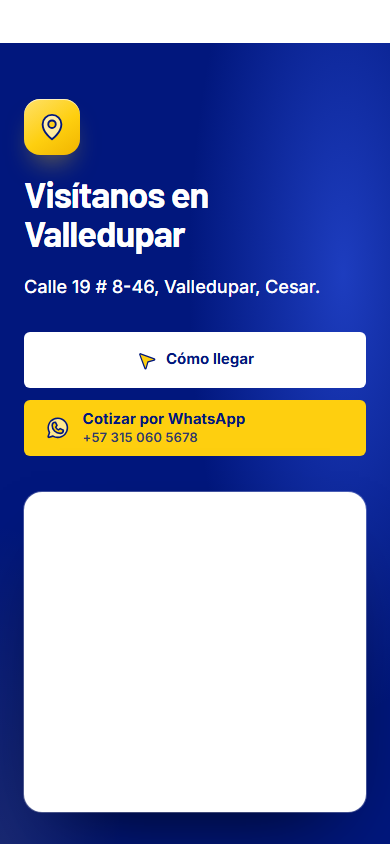 Visítanos en
Valledupar
Calle 19 # 8-46, Valledupar, Cesar.
Cómo llegar
Cotizar por WhatsApp
+57 315 060 5678